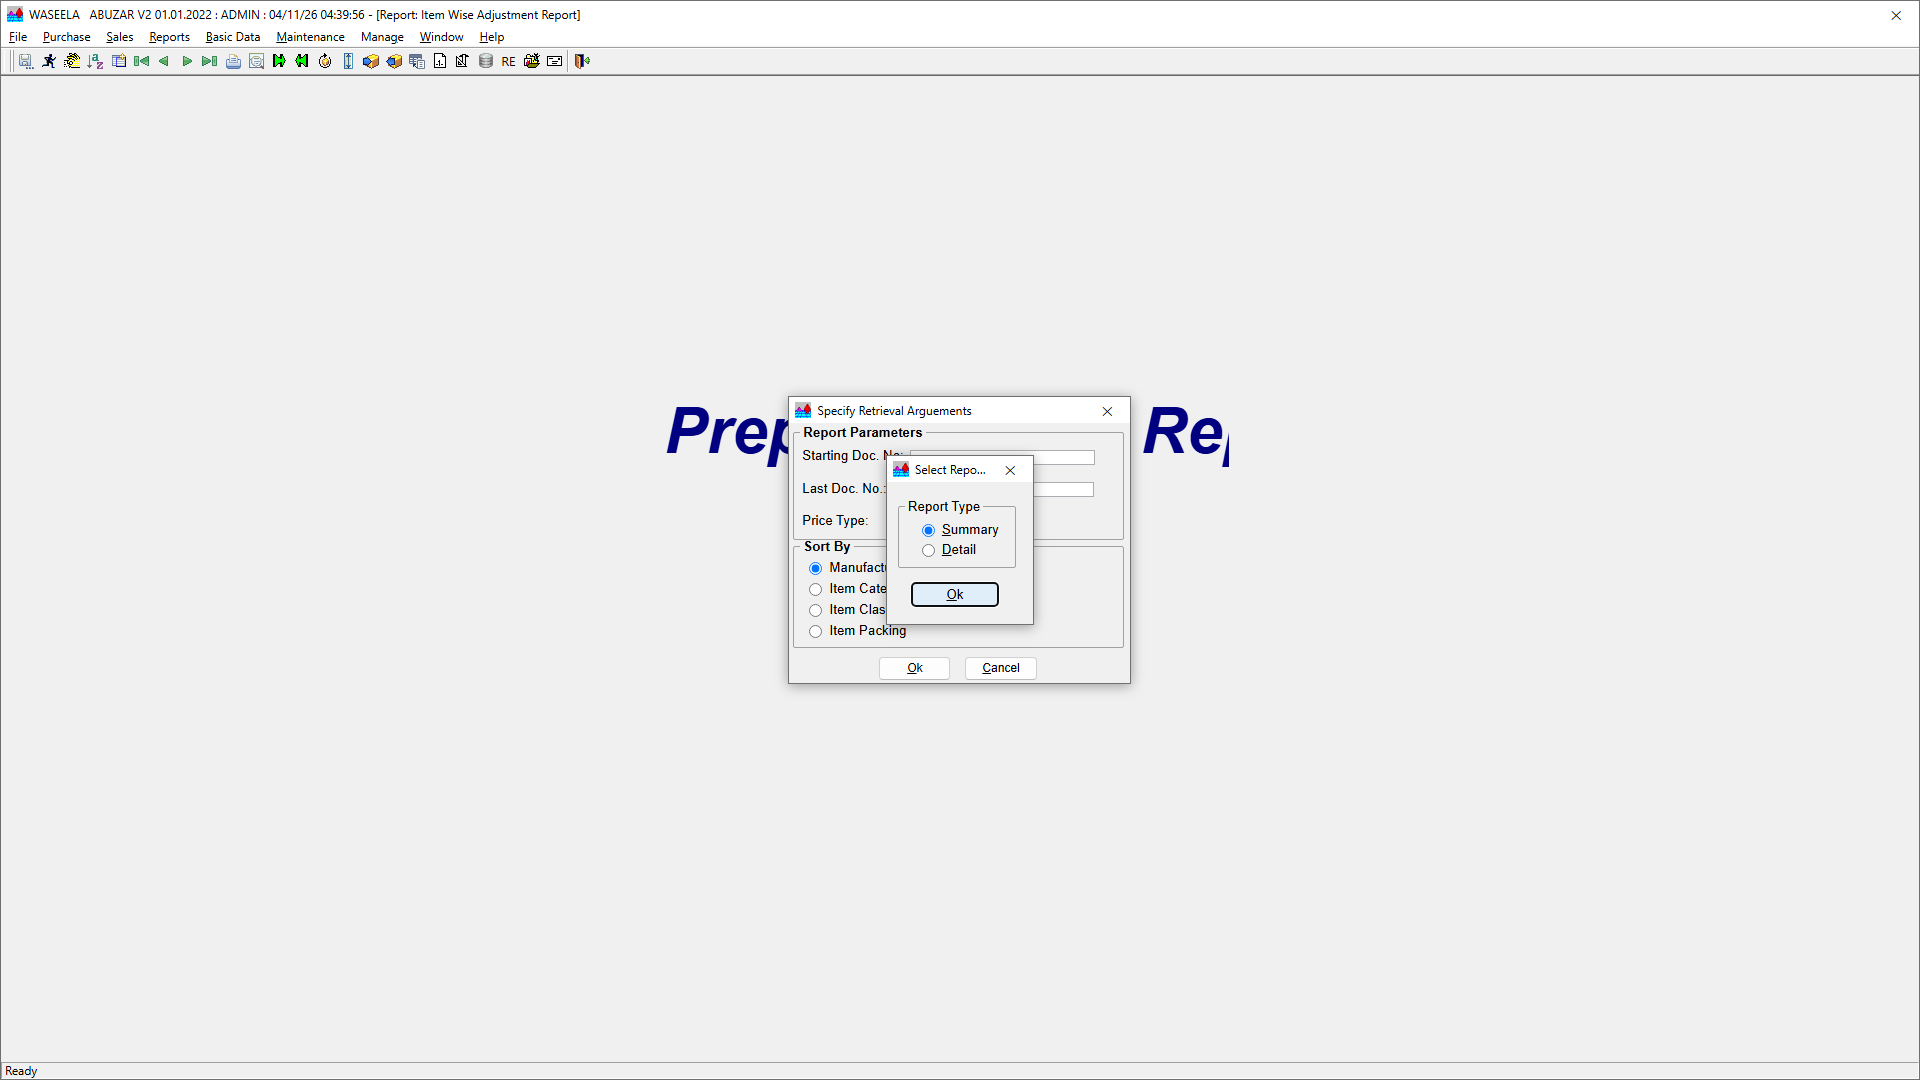 WASEELA   ABUZAR V2 01.01.2022 : ADMIN : 04/11/26 04:39:56 - [Report: Item Wise Adjustment Report]
File Purchase Sales Reports Basic Data Maintenance Manage Window Help
RE
Specify Retrieval Arguements
Report Parameters
Starting Doc. No:
Last Doc. No.:
Price Type:
Sort By
Manufact
Item Cate
Item Clas
Item Packing
Ok Cancel
Select Repo...
Report Type
Summary
Detail
Ok
Ready